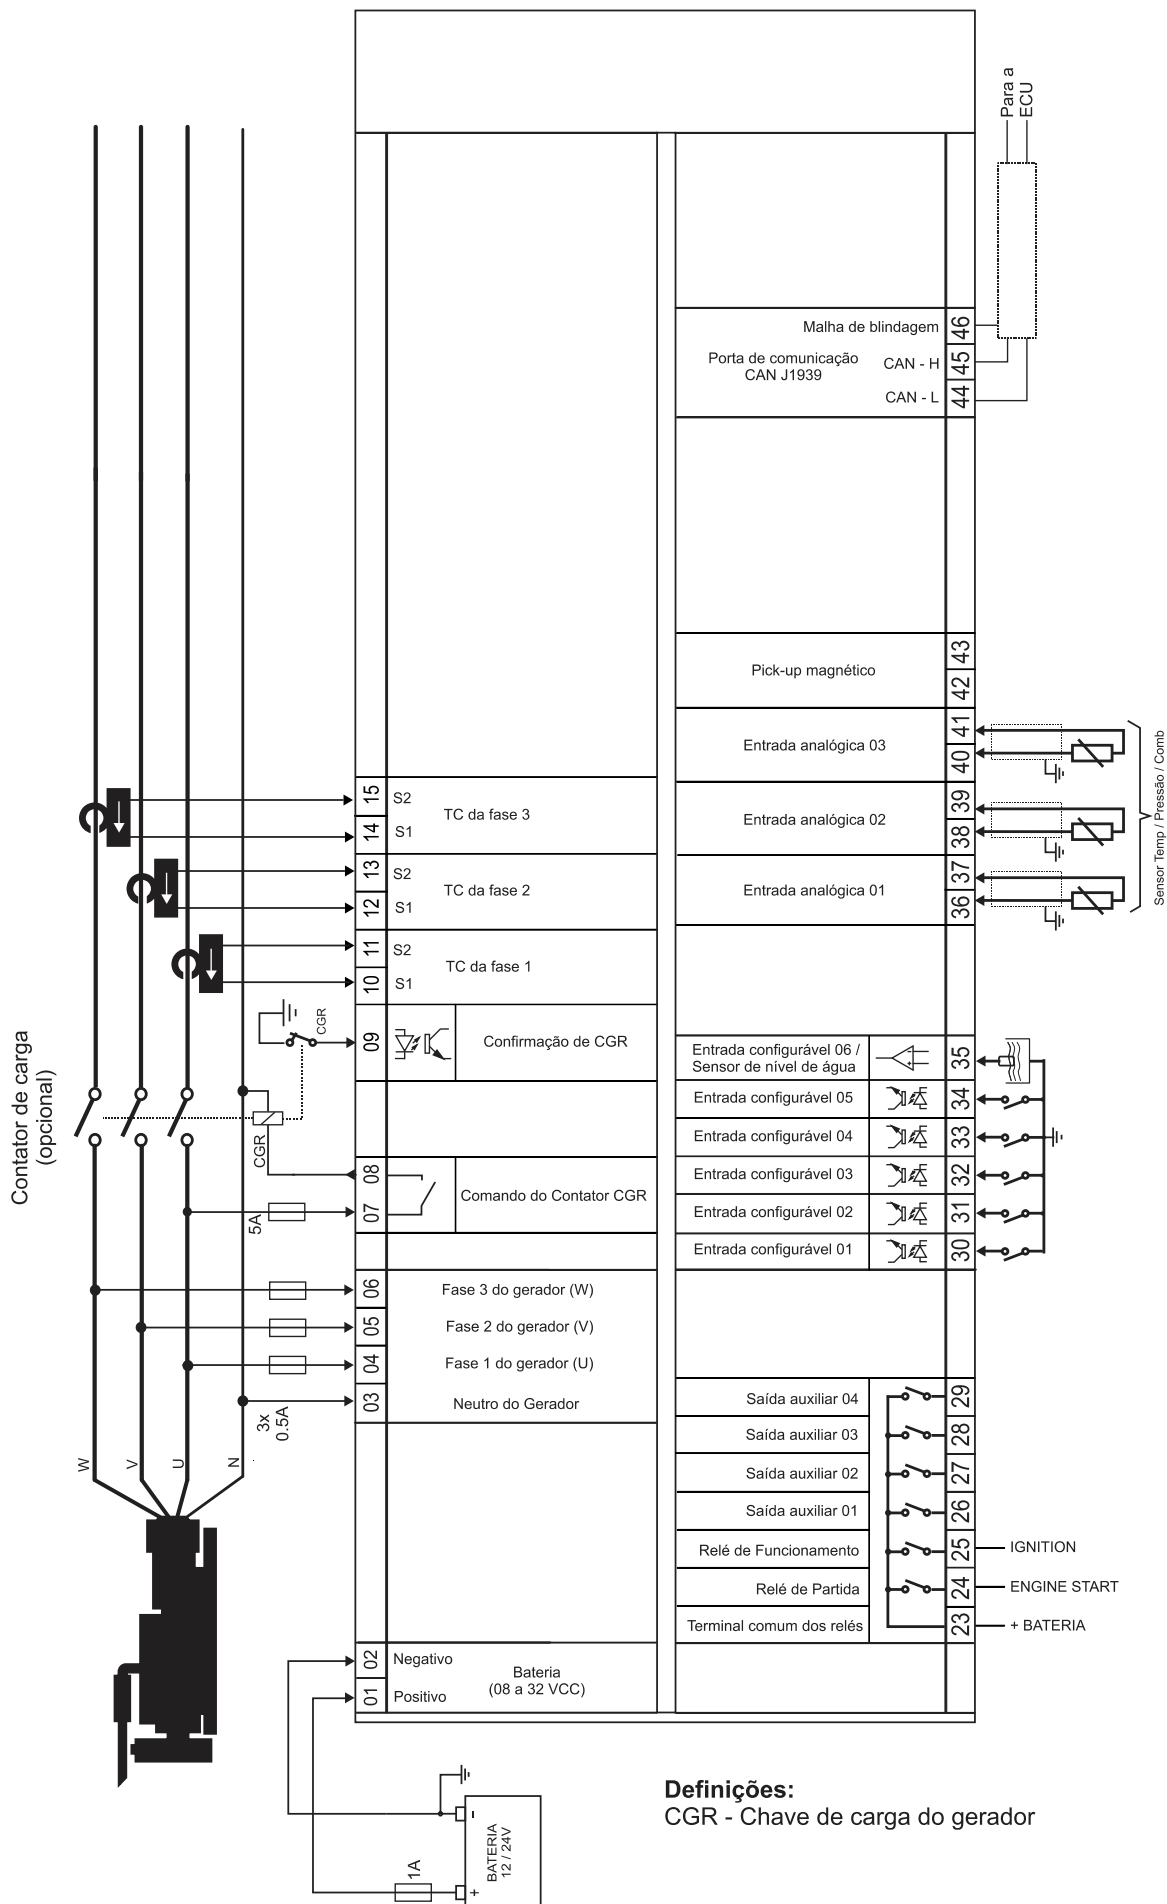 Para a
ECU
Malha de blindagem
46
Porta de comunicação
CAN J1939
CAN - H
45
CAN - L
44
Pick-up magnético
43
42
Entrada analógica 03
41
40
Entrada analógica 02
39
38
Entrada analógica 01
37
36
Sensor Temp / Pressão / Comb
15
S2
TC da fase 3
14
S1
13
S2
TC da fase 2
12
S1
11
S2
TC da fase 1
10
S1
CGR
09
Confirmação de CGR
Contator de carga
(opcional)
CGR
08
Comando do Contator CGR
07
5A
06
Fase 3 do gerador (W)
05
Fase 2 do gerador (V)
04
Fase 1 do gerador (U)
03
Neutro do Gerador
3x
0.5A
W
V
U
N
Entrada configurável 06 /
Sensor de nível de água
35
Entrada configurável 05
34
Entrada configurável 04
33
Entrada configurável 03
32
Entrada configurável 02
31
Entrada configurável 01
30
Saída auxiliar 04
29
Saída auxiliar 03
28
Saída auxiliar 02
27
Saída auxiliar 01
26
Relé de Funcionamento
25
IGNITION
Relé de Partida
24
ENGINE START
Terminal comum dos relés
23
+ BATERIA
02
Negativo
Bateria
(08 a 32 VCC)
01
Positivo
1A
-
+
BATERIA
12 / 24V
Definições:
CGR - Chave de carga do gerador